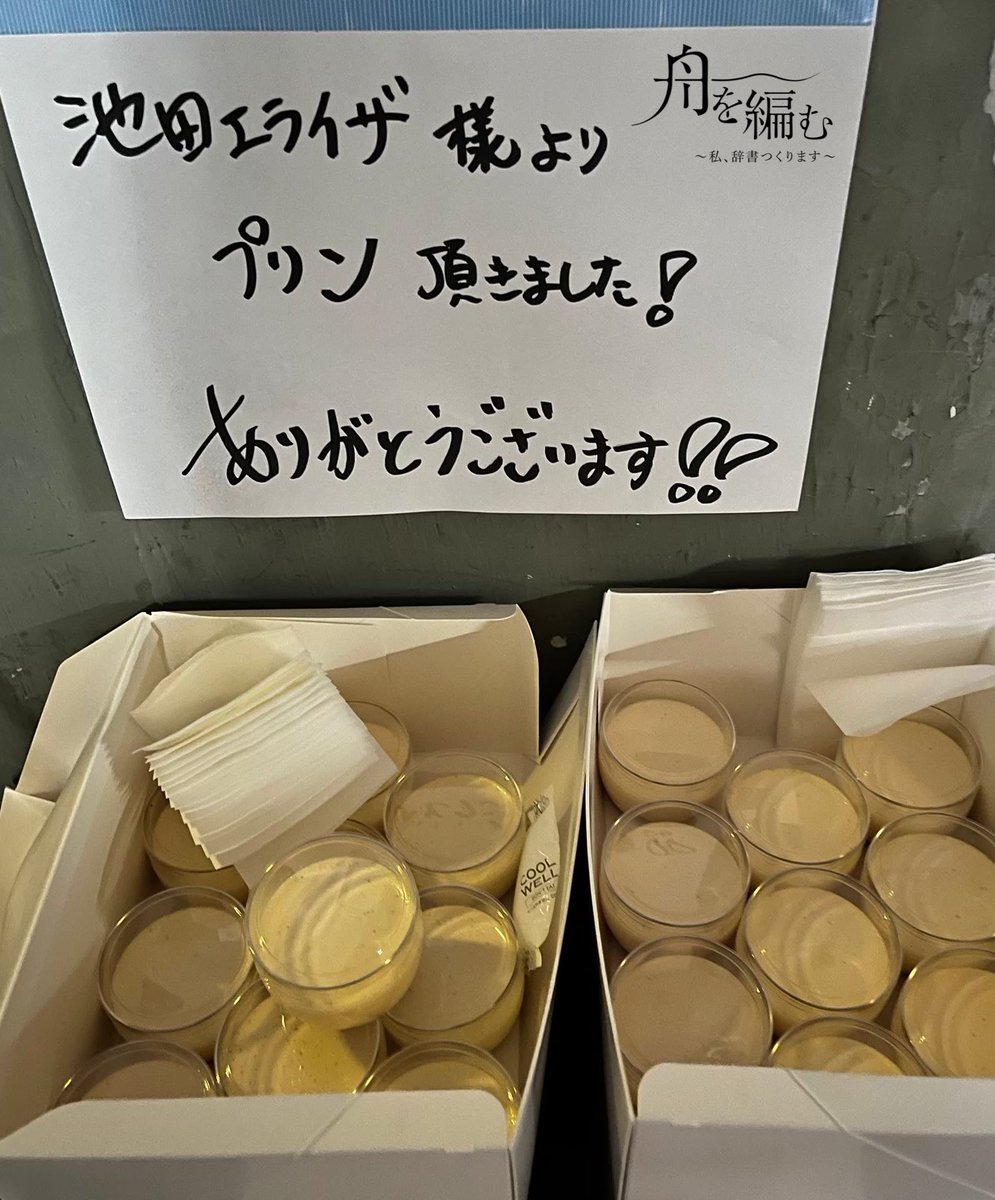 池田エライザ 様より
舟を編む
～私、辞書つくります～
プリン 頂きました!
ありがとうございます!!
COOL
WELL